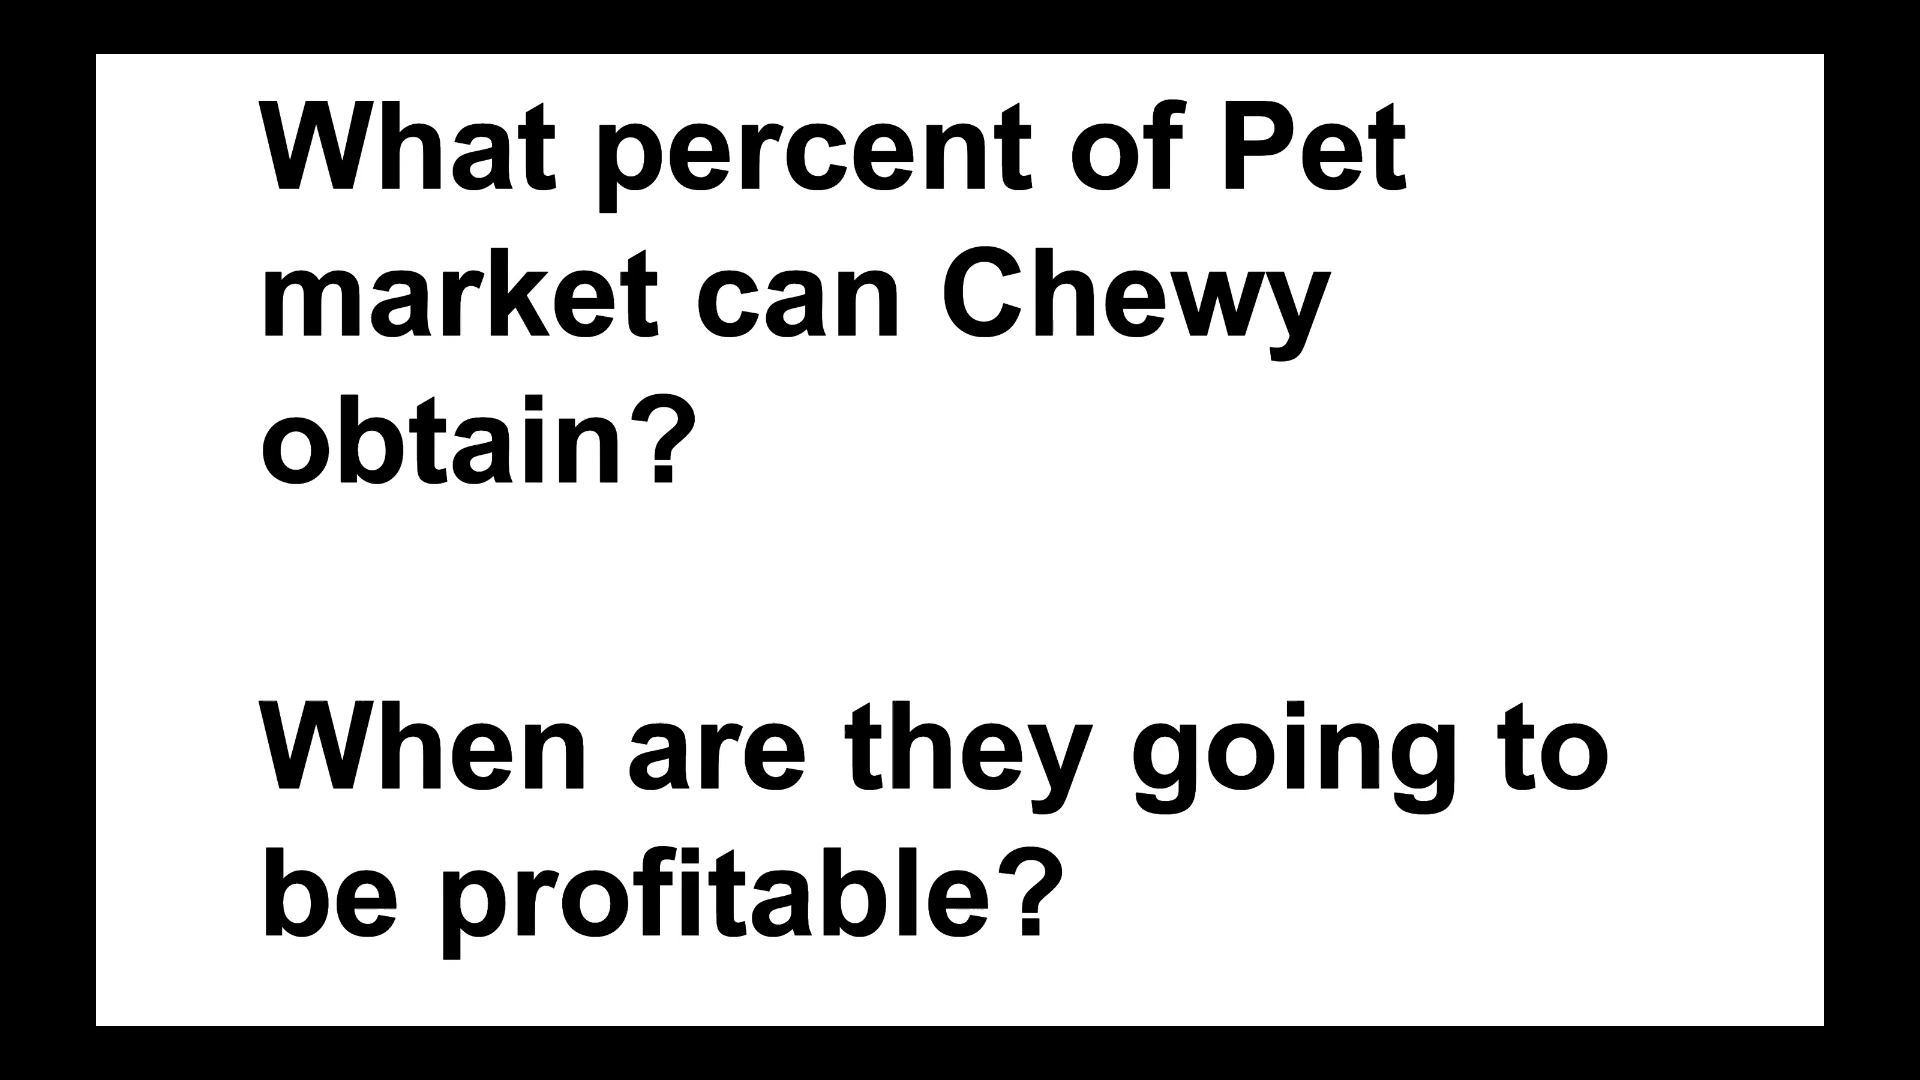 What percent of Pet
market can Chewy
obtain?
When are they going to
be profitable?